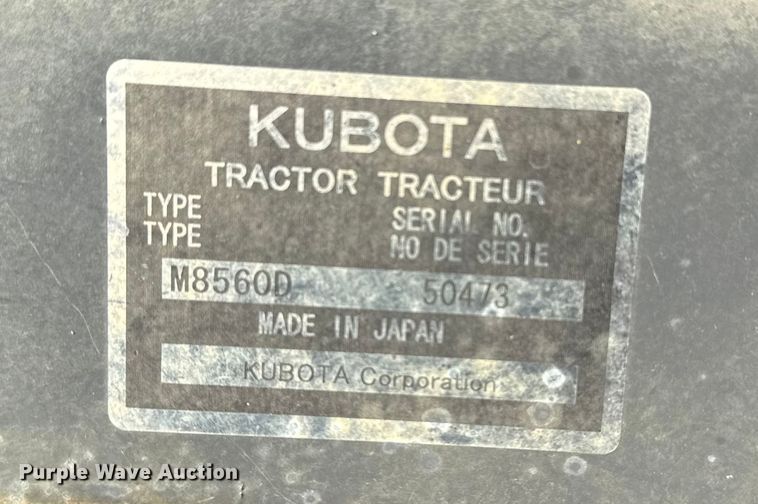 KUBOTA
TRACTOR TRACTEUR
TYPE SERIAL NO.
TYPE NO DE SERIE
M8560D 50473
MADE IN JAPAN
KUBOTA Corporation
Purple Wave Auction